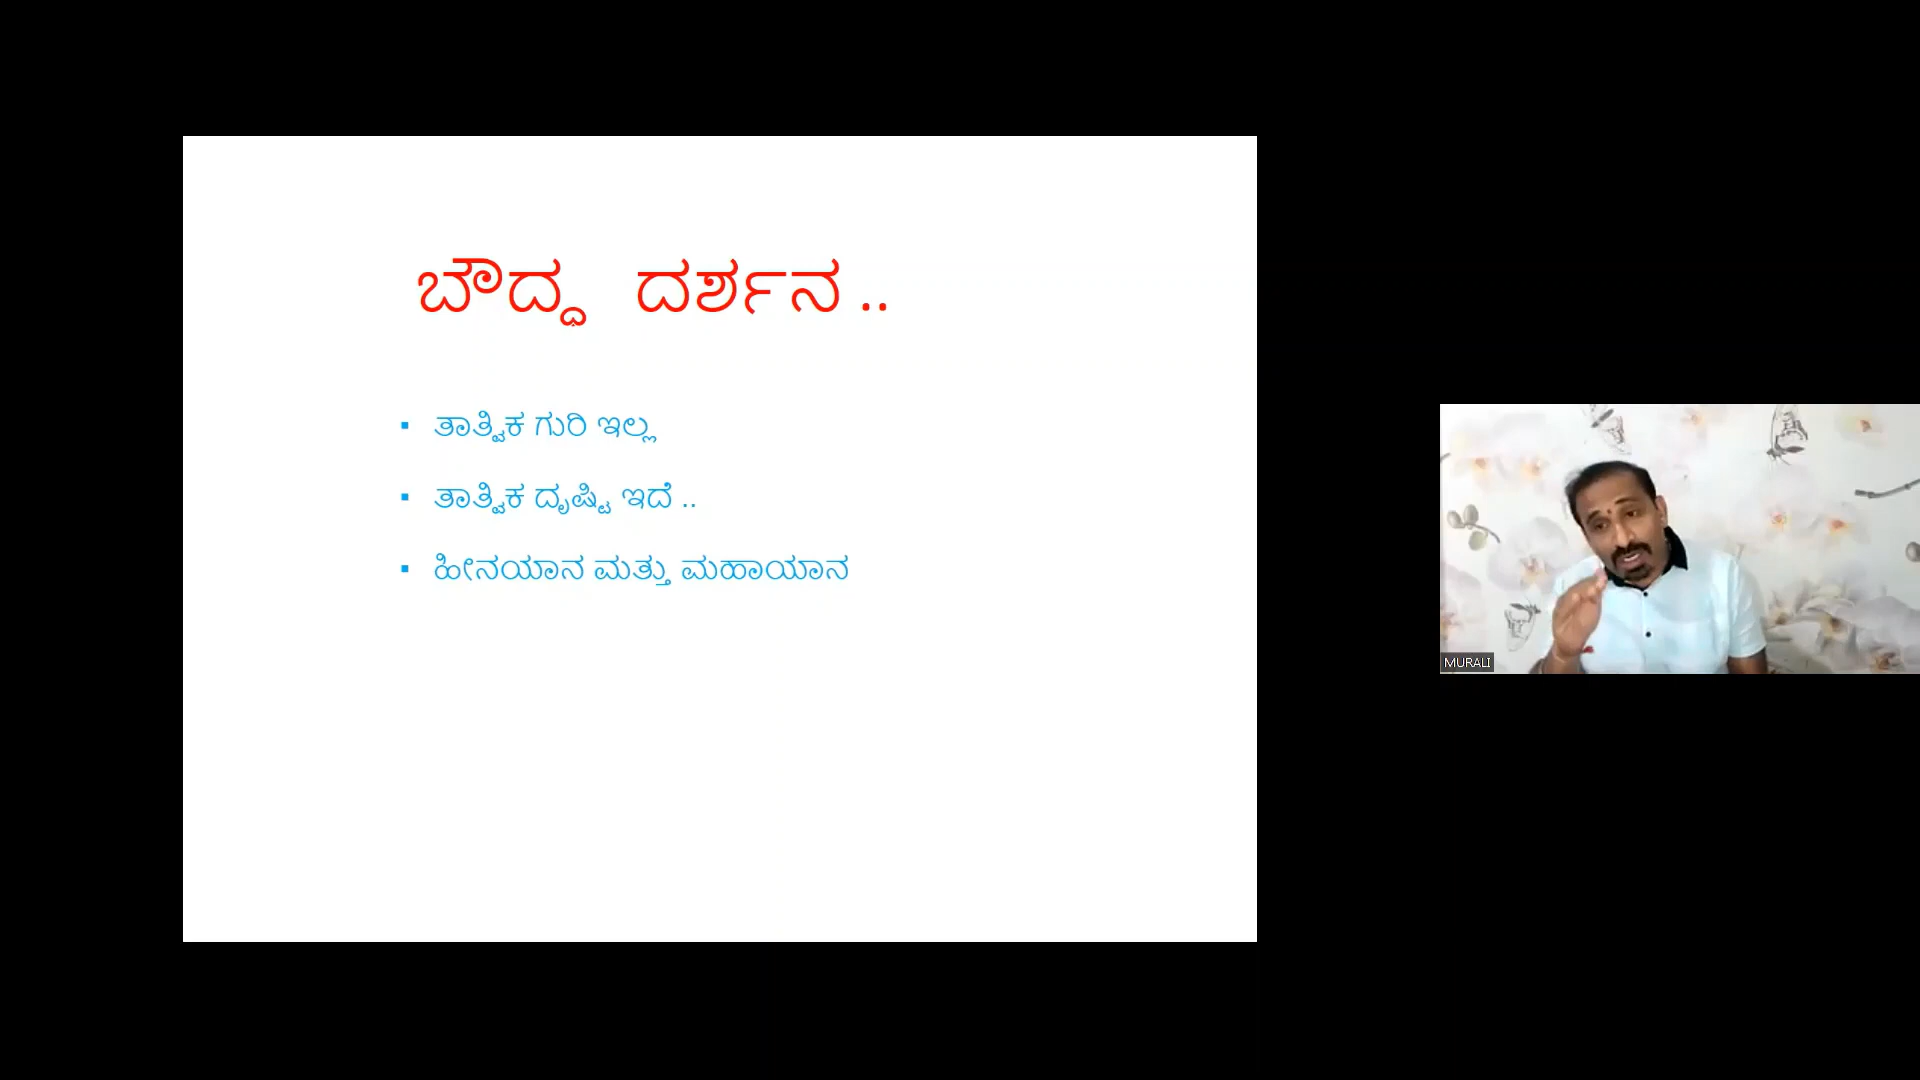 ಬೌದ್ಧ ದರ್ಶನ ..
▪ ತಾತ್ವಿಕ ಗುರಿ ಇಲ್ಲ
▪ ತಾತ್ವಿಕ ದೃಷ್ಟಿ ಇದೆ ..
▪ ಹೀನಯಾನ ಮತ್ತು ಮಹಾಯಾನ
MURALI